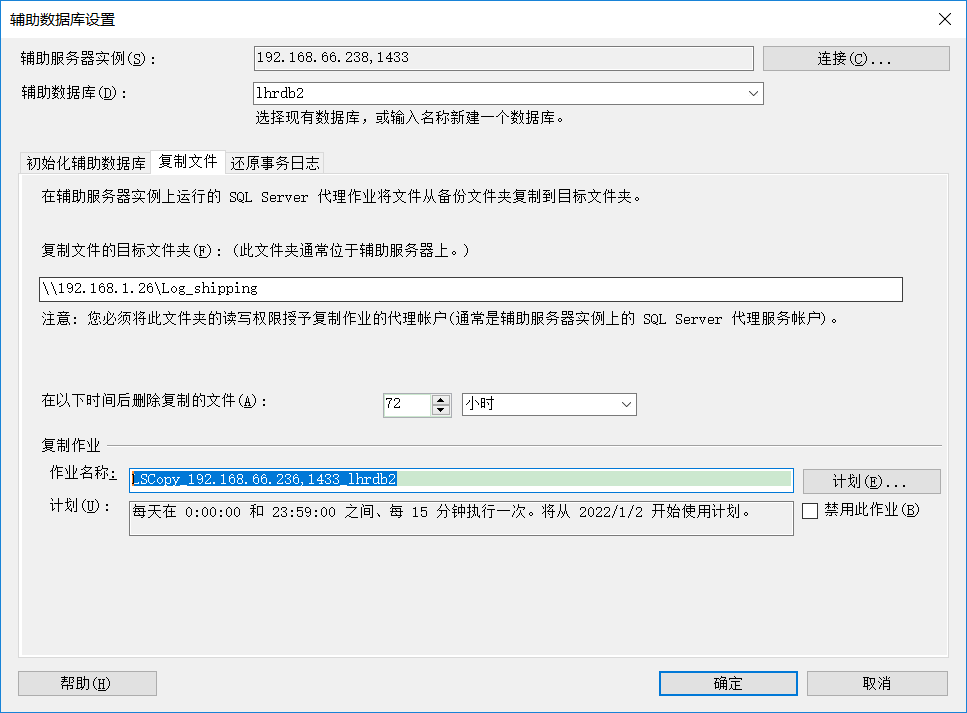 辅助数据库设置
辅助服务器实例(S): 192.168.66.238,1433 连接(C)...
辅助数据库(D): lhrdb2
选择现有数据库，或输入名称新建一个数据库。
初始化辅助数据库 复制文件 还原事务日志
在辅助服务器实例上运行的 SQL Server 代理作业将文件从备份文件夹复制到目标文件夹。
复制文件的目标文件夹(F): (此文件夹通常位于辅助服务器上。)
\\192.168.1.26\Log_shipping
注意: 您必须将此文件夹的读写权限授予复制作业的代理帐户(通常是辅助服务器实例上的 SQL Server 代理服务帐户)。
在以下时间后删除复制的文件(A): 72 小时
复制作业
作业名称: LSCopy_192.168.66.236,1433_lhrdb2 计划(E)...
计划(U): 每天在 0:00:00 和 23:59:00 之间、每 15 分钟执行一次。将从 2022/1/2 开始使用计划。 禁用此作业(B)
帮助(H) 确定 取消